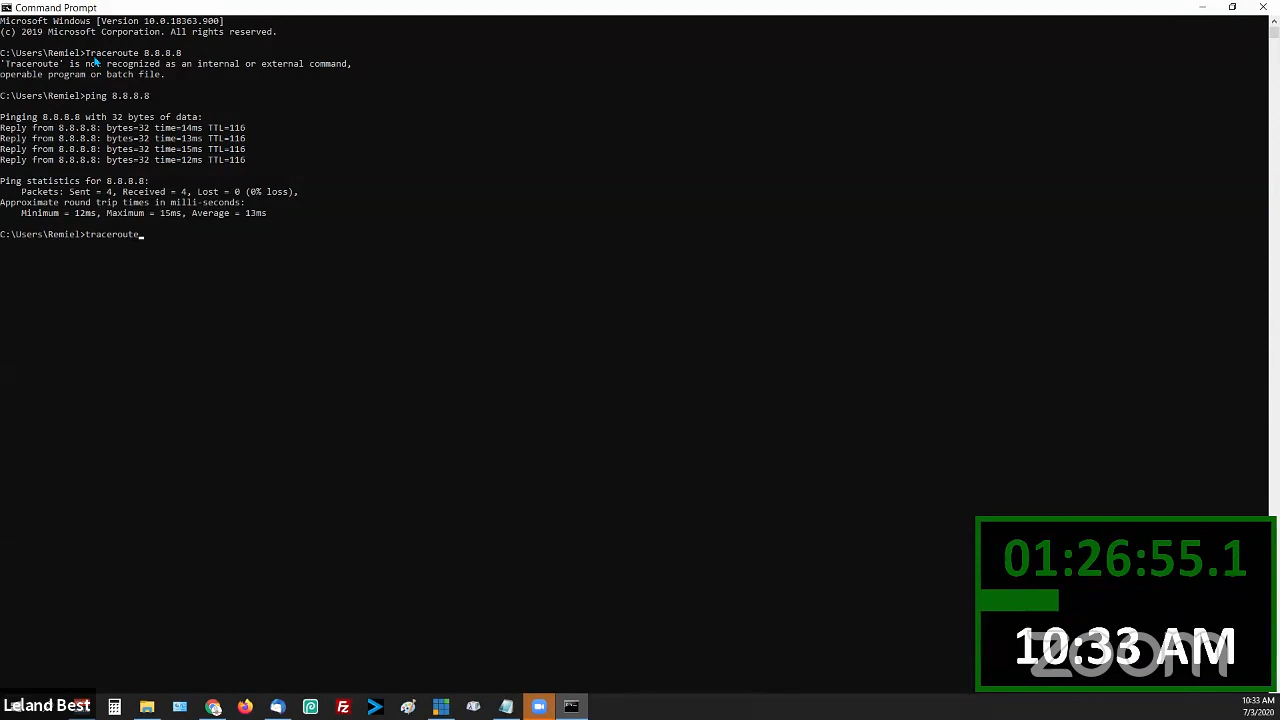 Command Prompt
Microsoft Windows [Version 10.0.18363.900]
(c) 2019 Microsoft Corporation. All rights reserved.
C:\Users\Remiel>Traceroute 8.8.8.8
'Traceroute' is not recognized as an internal or external command,
operable program or batch file.
C:\Users\Remiel>ping 8.8.8.8
Pinging 8.8.8.8 with 32 bytes of data:
Reply from 8.8.8.8: bytes=32 time=14ms TTL=116
Reply from 8.8.8.8: bytes=32 time=13ms TTL=116
Reply from 8.8.8.8: bytes=32 time=15ms TTL=116
Reply from 8.8.8.8: bytes=32 time=12ms TTL=116
Ping statistics for 8.8.8.8:
Packets: Sent = 4, Received = 4, Lost = 0 (0% loss),
Approximate round trip times in milli-seconds:
Minimum = 12ms, Maximum = 15ms, Average = 13ms
C:\Users\Remiel>traceroute_
01:26:55.1
10:33 AM
zoom
Leland Best
10:33 AM
7/3/2020